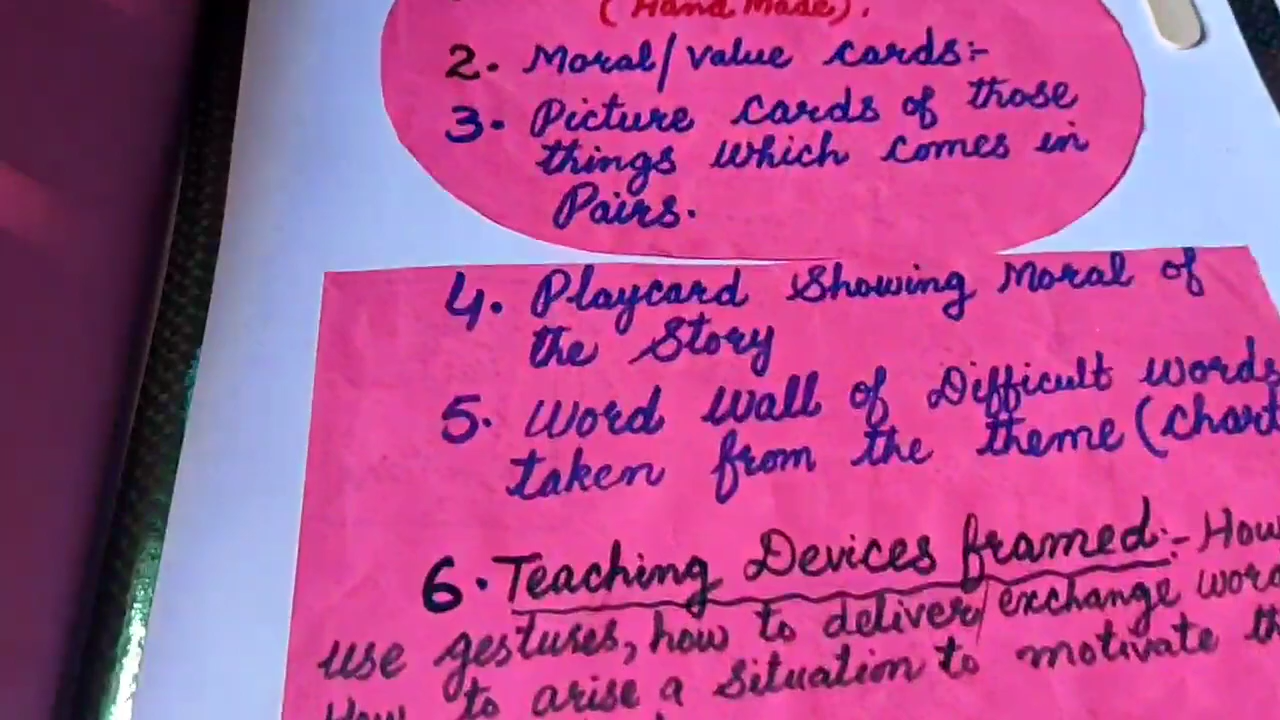 (Hand Made).
2. Moral/value cards:-
3. Picture cards of those
things which comes in
Pairs.
4. Playcard Showing Moral of
the Story
5. Word wall of Difficult words
taken from the theme (chart
6. Teaching Devices framed:- How
use gestures, how to deliver/exchange
to arise a situation to motivate